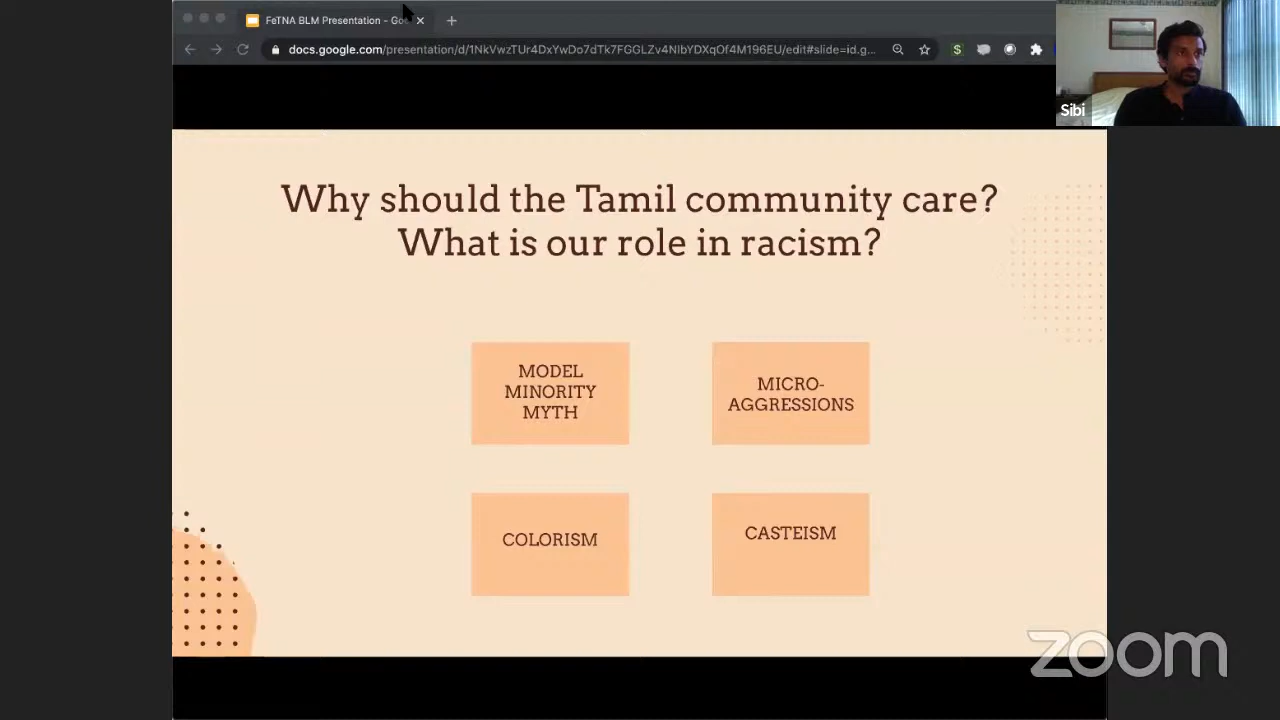 FeTNA BLM Presentation - Go
docs.google.com/presentation/d/1NkVwzTUr4DxYwDo7dTk7FGGLZv4NIbYDXqOf4M196EU/edit#slide=id.g...
Sibi
Why should the Tamil community care?
What is our role in racism?
MODEL
MINORITY
MYTH
MICRO-
AGGRESSIONS
COLORISM
CASTEISM
zoom